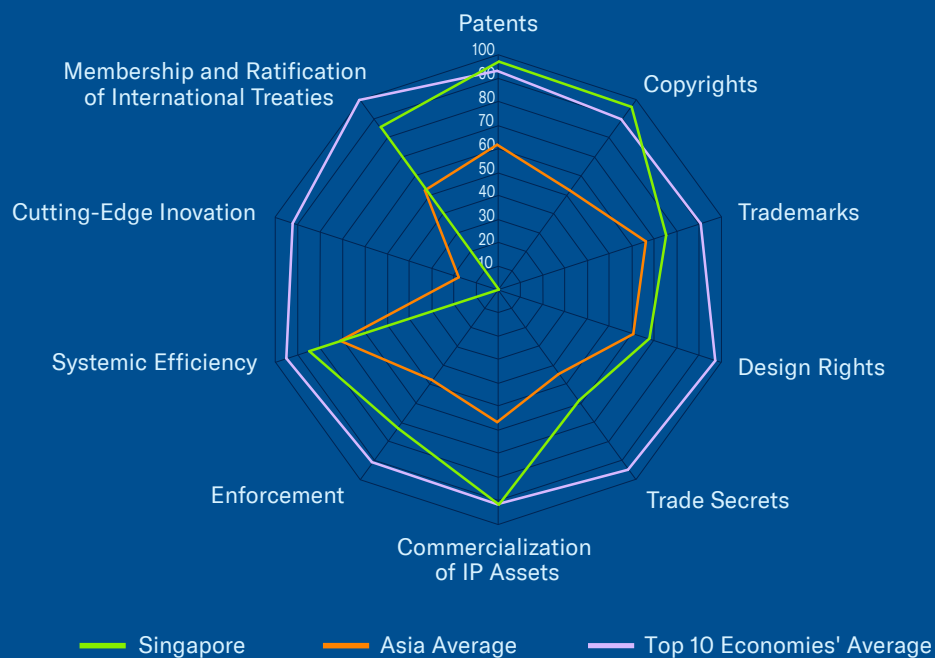 Patents
Membership and Ratification
of International Treaties
Copyrights
100
90
80
70
60
50
40
30
20
10
Cutting-Edge Inovation
Trademarks
Systemic Efficiency
Design Rights
Enforcement
Trade Secrets
Commercialization
of IP Assets
Singapore
Asia Average
Top 10 Economies' Average